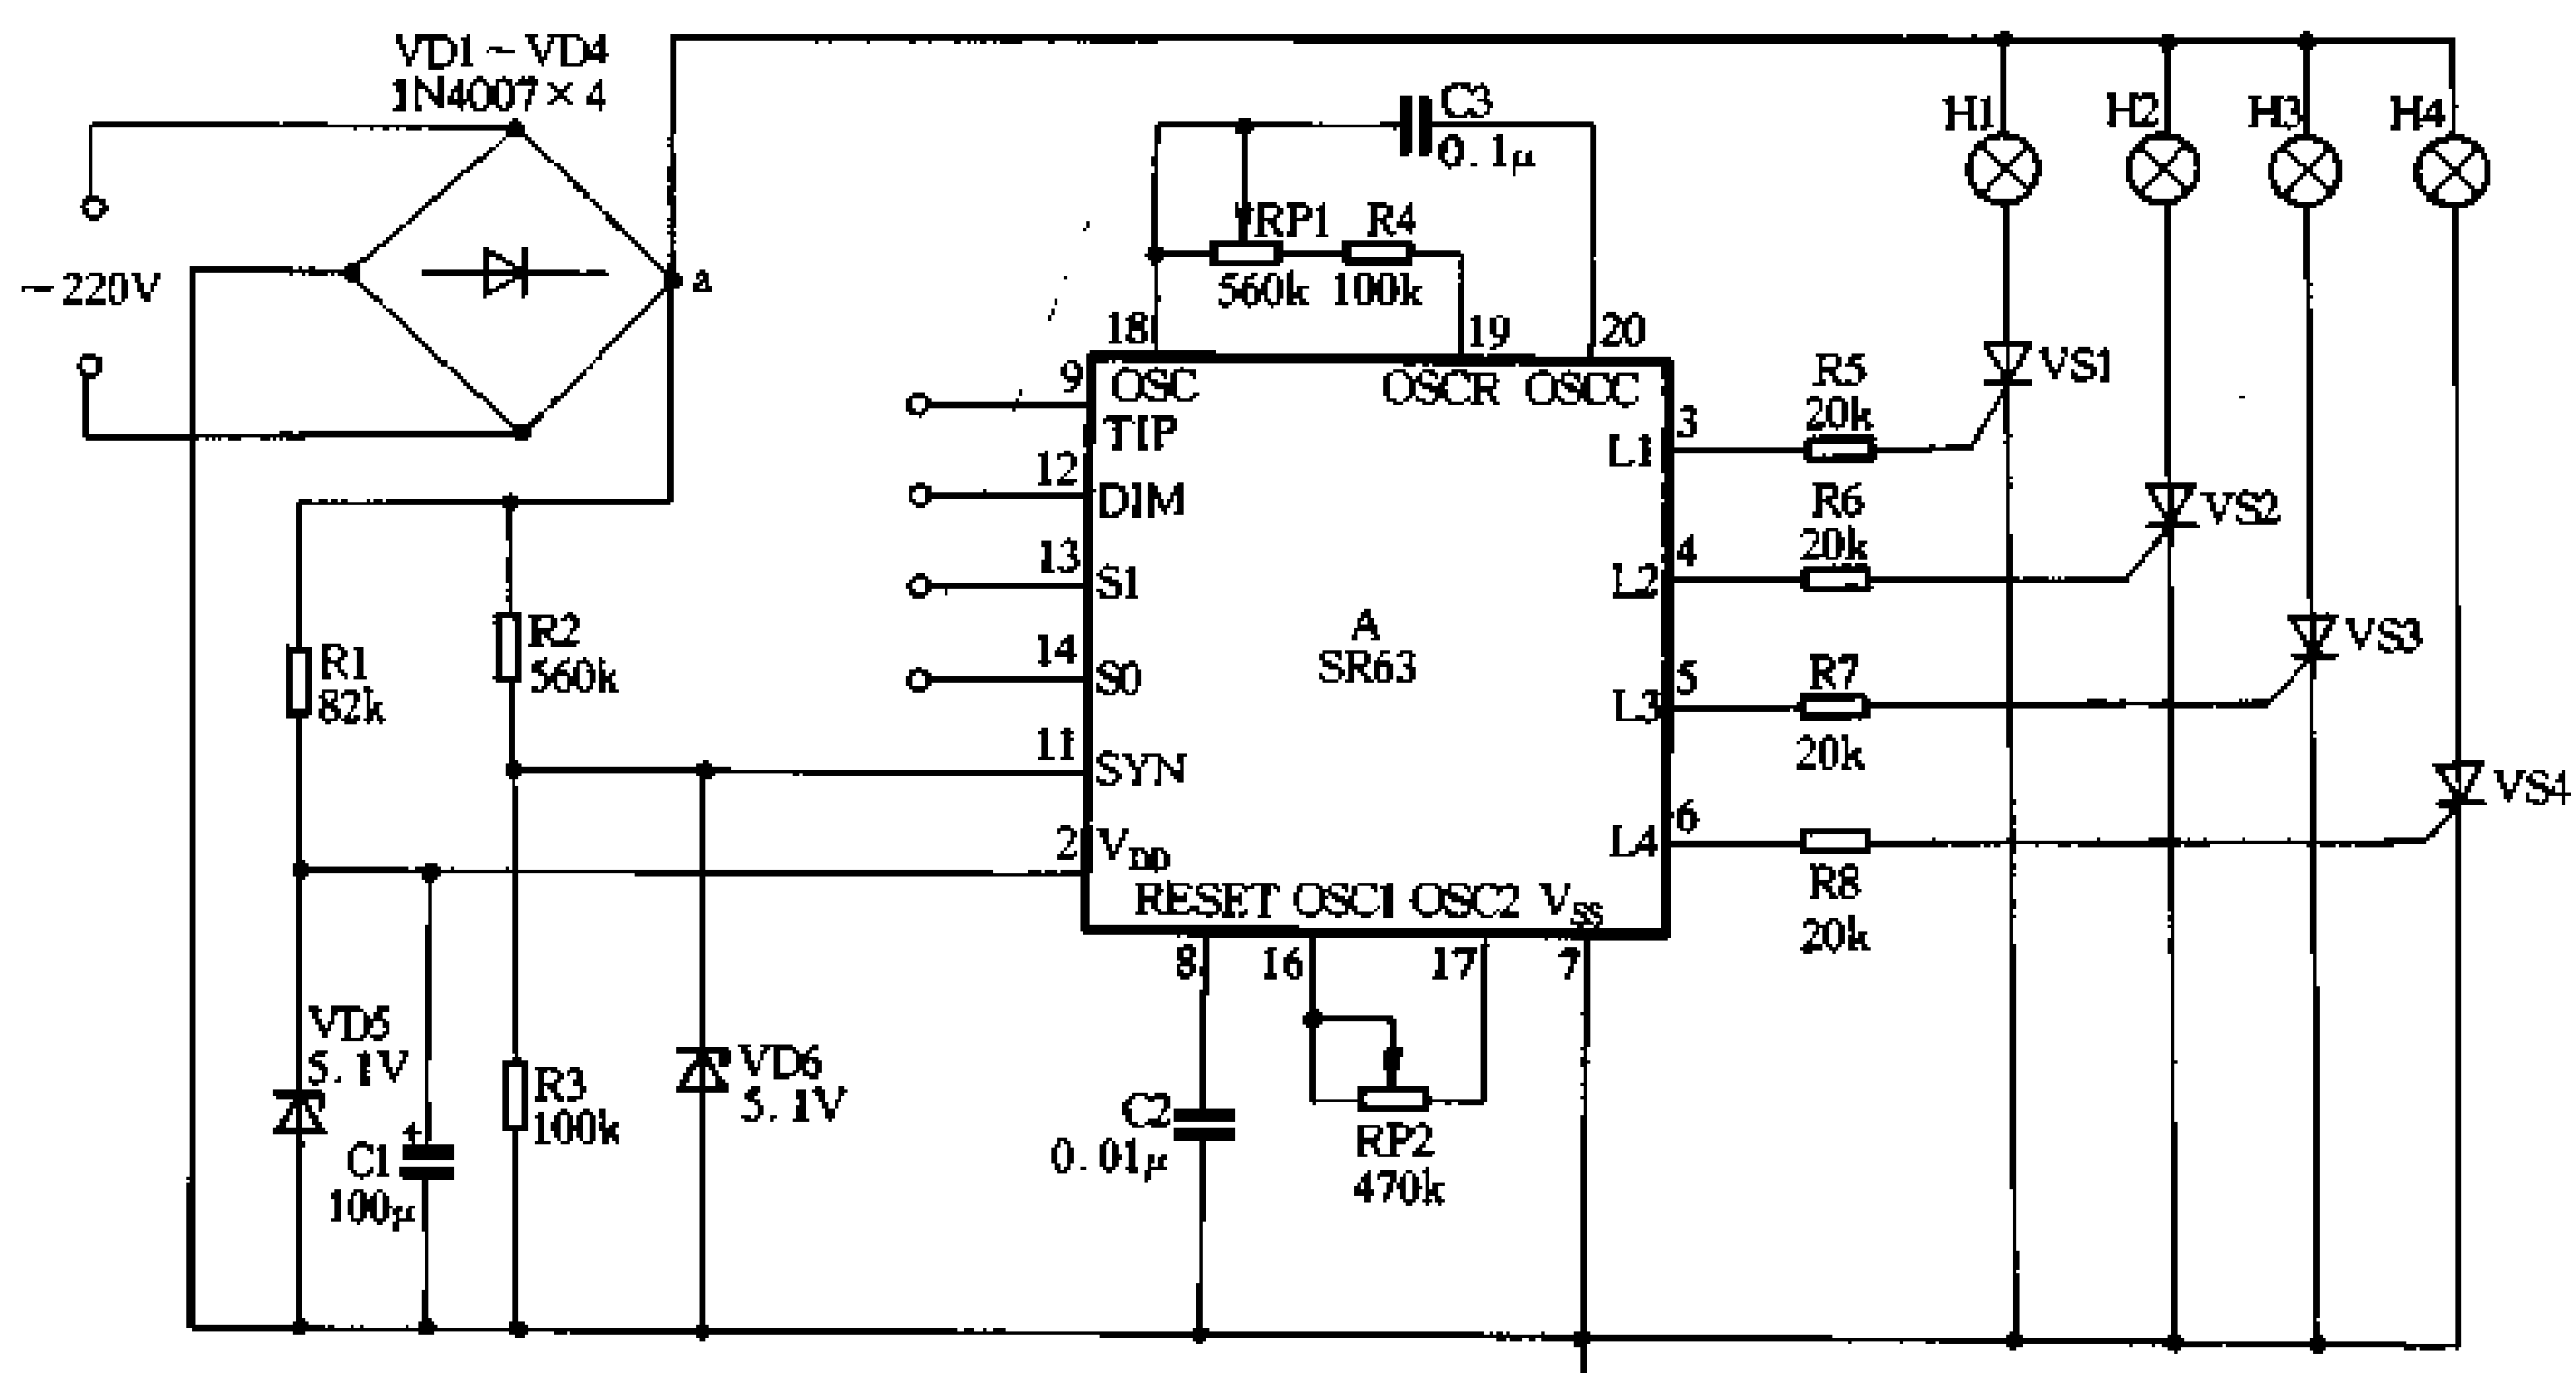 VD1~VD4
1N4007×4
~220V
a
C3
0.1μ
RP1
560k
R4
100k
18
19
20
OSC
OSCR
OSCC
9
TIP
12
DIM
13
S1
14
S0
11
SYN
2
VDD
A
SR63
RESET
OSC1
OSC2
VSS
8
16
17
7
L1
3
L2
4
L3
5
L4
6
R5
20k
R6
20k
R7
20k
R8
20k
H1
H2
H3
H4
VS1
VS2
VS3
VS4
R1
82k
R2
560k
VD5
5.1V
C1
+
100μ
R3
100k
VD6
5.1V
C2
0.01μ
RP2
470k